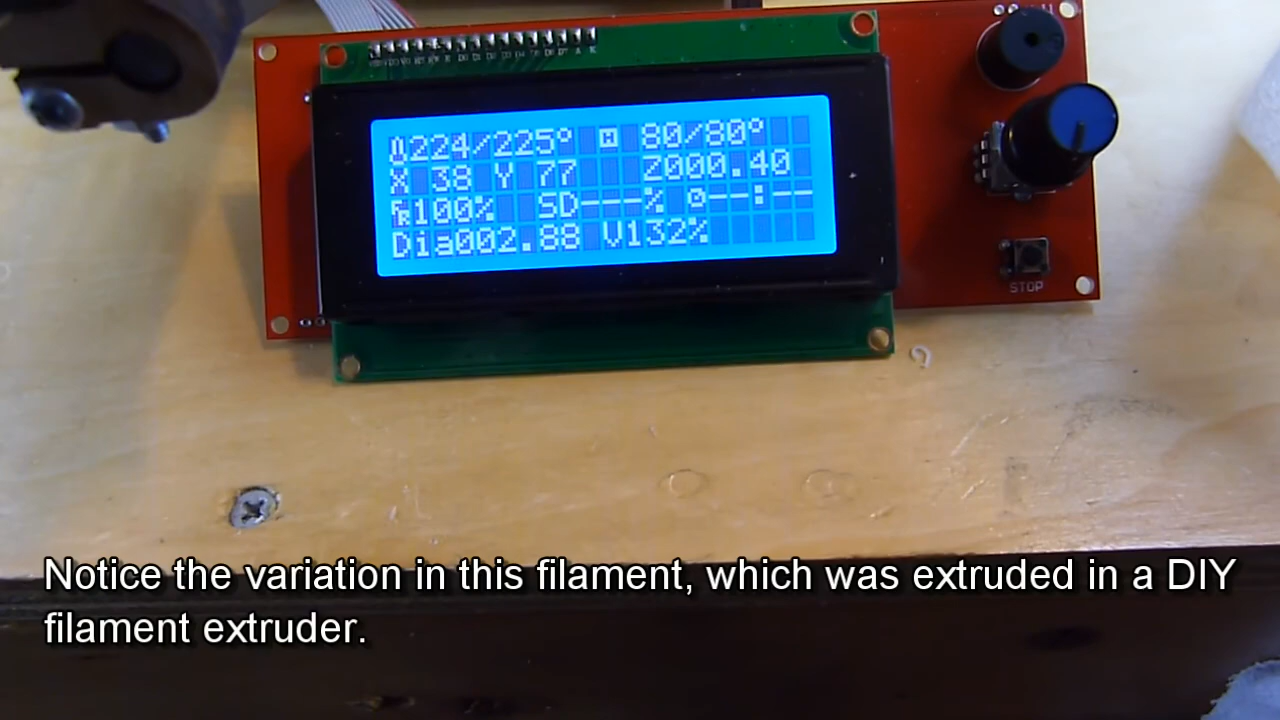 224/225° 80/80°
X 38 Y 77 Z000.40
100% SD---% --:--
Dia002.88 V132%
STOP
Notice the variation in this filament, which was extruded in a DIY
filament extruder.